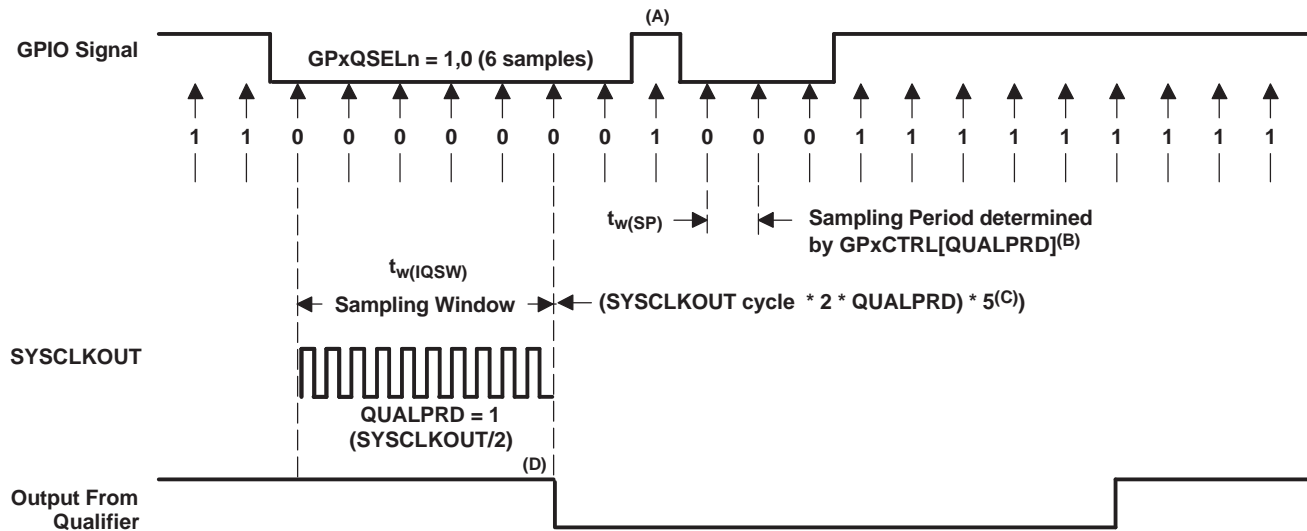 (A)
GPIO Signal
GPxQSELn = 1,0 (6 samples)
1 1 0 0 0 0 0 0 0 1 0 0 0 1 1 1 1 1 1 1 1 1
tw(SP)
Sampling Period determined
by GPxCTRL[QUALPRD](B)
tw(IQSW)
Sampling Window
(SYSCLKOUT cycle * 2 * QUALPRD) * 5(C))
SYSCLKOUT
QUALPRD = 1
(SYSCLKOUT/2)
(D)
Output From
Qualifier